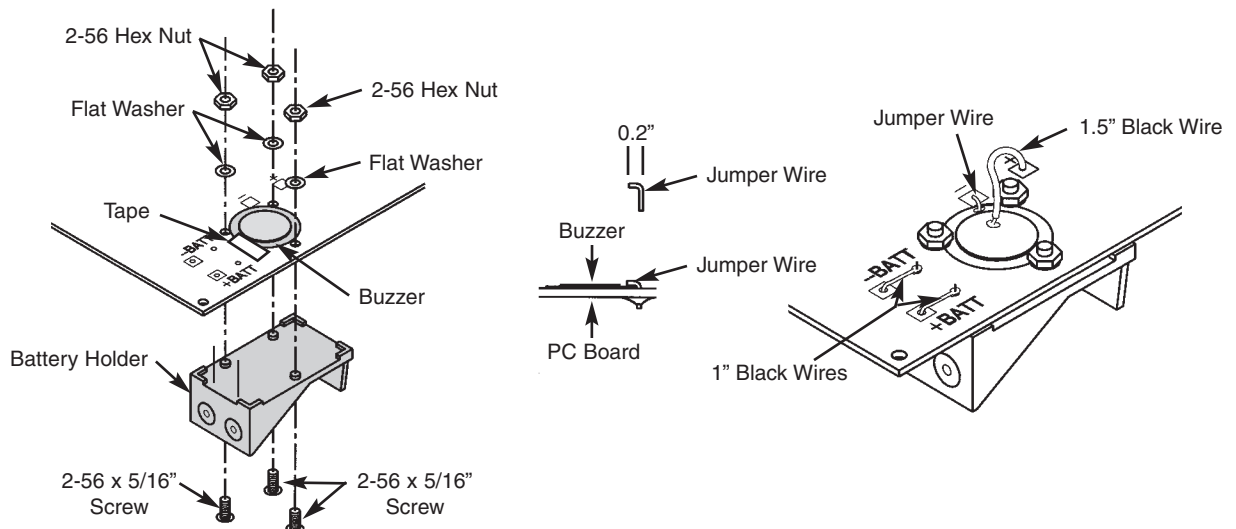 2-56 Hex Nut
2-56 Hex Nut
Flat Washer
Flat Washer
Tape
–BATT
+BATT
Buzzer
Battery Holder
2-56 x 5/16”
Screw
2-56 x 5/16”
Screw
0.2”
Jumper Wire
Buzzer
Jumper Wire
PC Board
Jumper Wire
1.5” Black Wire
+
–BATT
+BATT
1” Black Wires